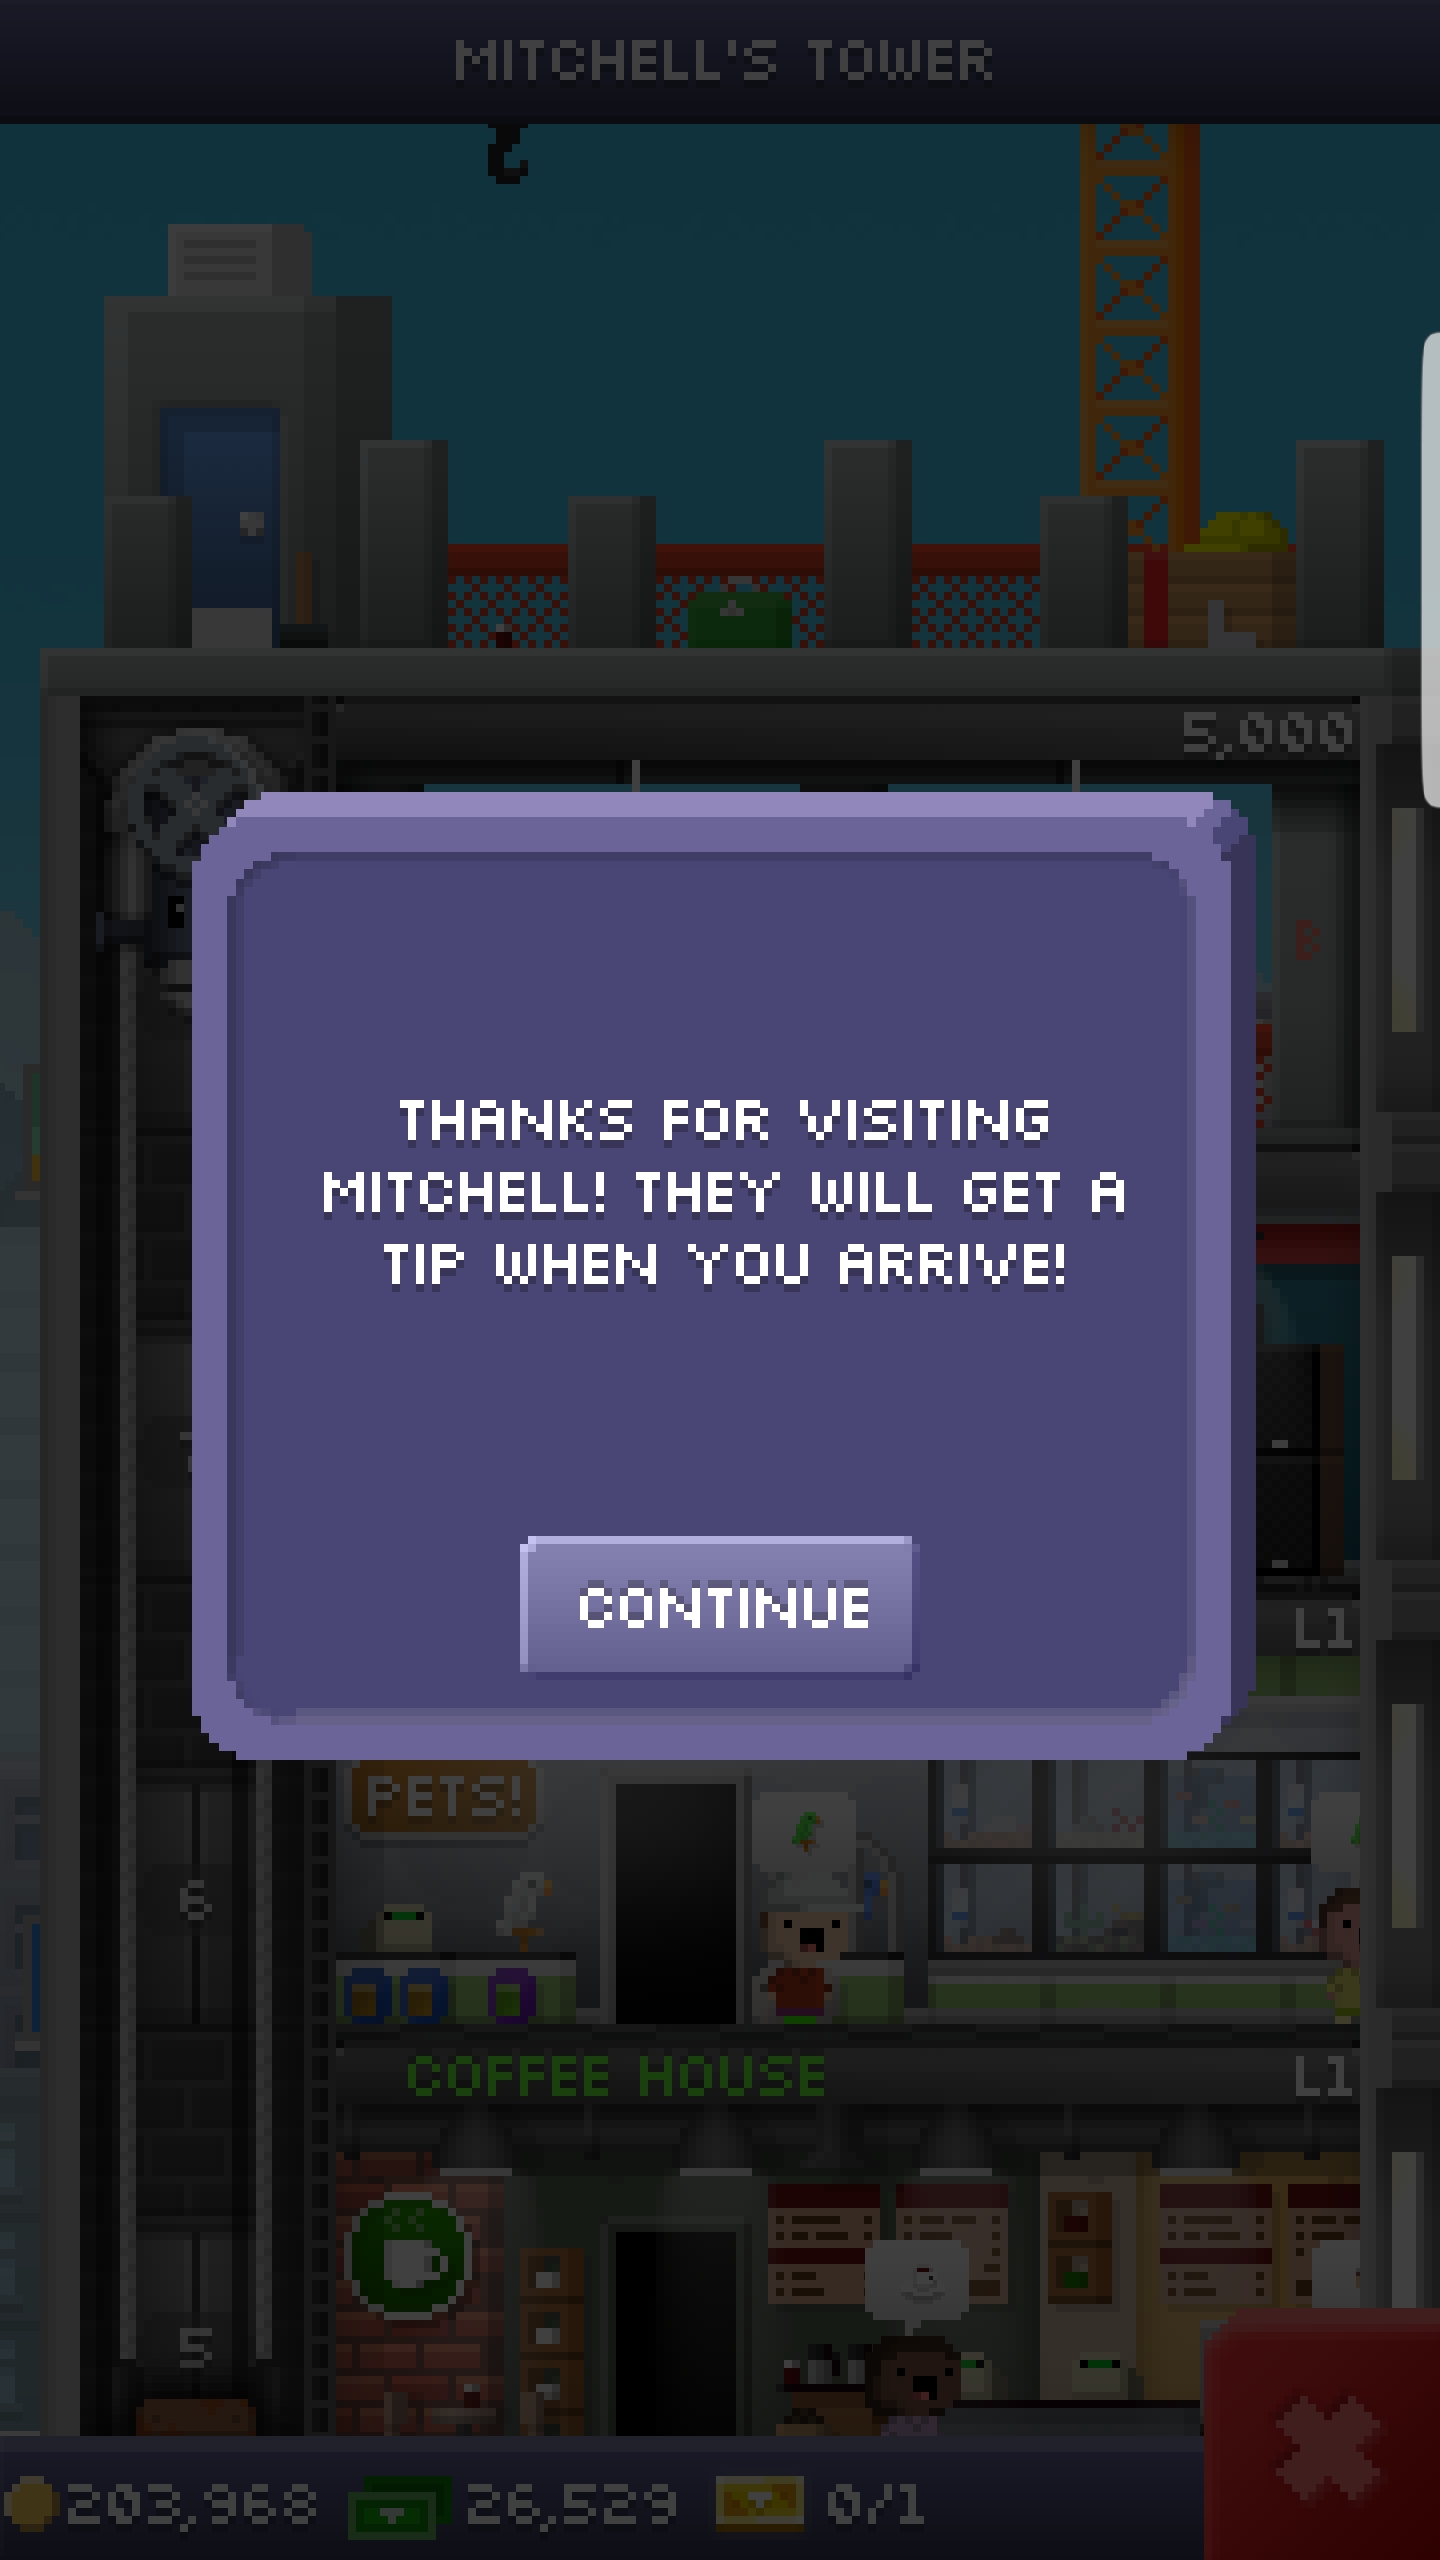 MITCHELL'S TOWER
5,000
B
THANKS FOR VISITING
MITCHELL! THEY WILL GET A
TIP WHEN YOU ARRIVE!
CONTINUE
L1
PETS!
6
COFFEE HOUSE
L1
5
203,968 26,529 0/1